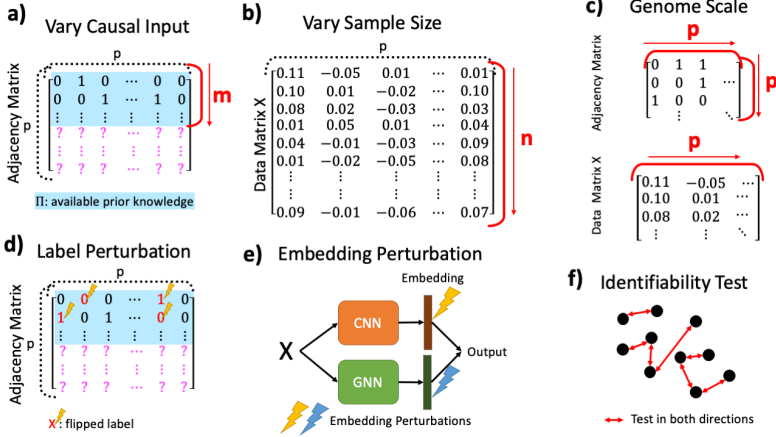 a) Vary Causal Input
p
Adjacency Matrix
p
0 1 0 ⋯ 0 0
0 0 1 ⋯ 1 0
⋮ ⋮ ⋮ ⋮ ⋮ ⋮
? ? ? ⋯ ? ?
? ? ? ⋯ ? ?
⋮ ⋮ ⋮ ⋮ ⋮
? ? ? ⋯ ? ?
m
Π: available prior knowledge
b) Vary Sample Size
p
Data Matrix X
0.11 −0.05 0.01 ⋯ 0.01
0.10 0.01 −0.02 ⋯ 0.10
0.08 0.02 −0.03 ⋯ 0.03
0.01 0.05 0.01 ⋯ 0.04
0.04 −0.01 −0.03 ⋯ 0.09
0.01 −0.02 −0.05 ⋯ 0.08
⋮ ⋮ ⋮ ⋮ ⋮
⋮ ⋮ ⋮ ⋮ ⋮
0.09 −0.01 −0.06 ⋯ 0.07
n
c) Genome Scale
p
Adjacency Matrix
0 1 1 ⋯
0 0 1 ⋯
1 0 0
⋮ ⋱
p
p
Data Matrix X
0.11 −0.05 ⋯
0.10 0.01 ⋯
0.08 0.02 ⋯
⋮ ⋮ ⋱
d) Label Perturbation
p
Adjacency Matrix
p
0 0 0 ⋯ 1 0
1 0 1 ⋯ 0 0
⋮ ⋮ ⋮ ⋮ ⋮ ⋮
? ? ? ⋯ ? ?
? ? ? ⋯ ? ?
⋮ ⋮ ⋮ ⋮ ⋮
? ? ? ⋯ ? ?
X : flipped label
e) Embedding Perturbation
Embedding
CNN
X
Output
GNN
Embedding Perturbations
f) Identifiability Test
Test in both directions